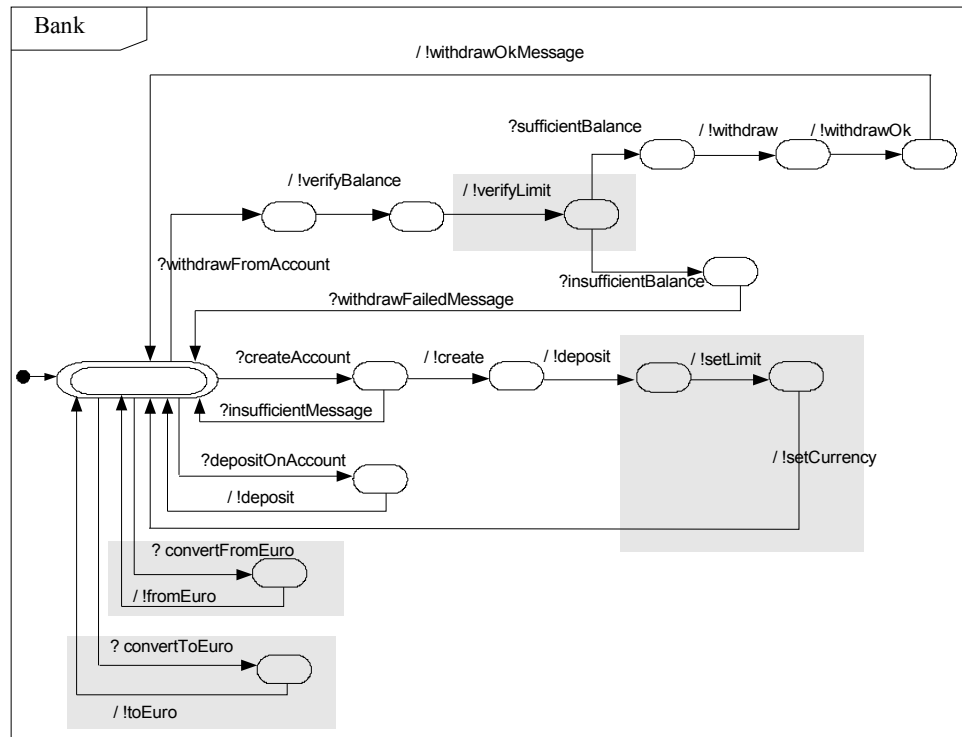 Bank
/ !withdrawOkMessage
?sufficientBalance
/ !withdraw
/ !withdrawOk
/ !verifyBalance
/ !verifyLimit
?withdrawFromAccount
?insufficientBalance
?withdrawFailedMessage
?createAccount
/ !create
/ !deposit
/ !setLimit
?insufficientMessage
?depositOnAccount
/ !setCurrency
/ !deposit
? convertFromEuro
/ !fromEuro
? convertToEuro
/ !toEuro